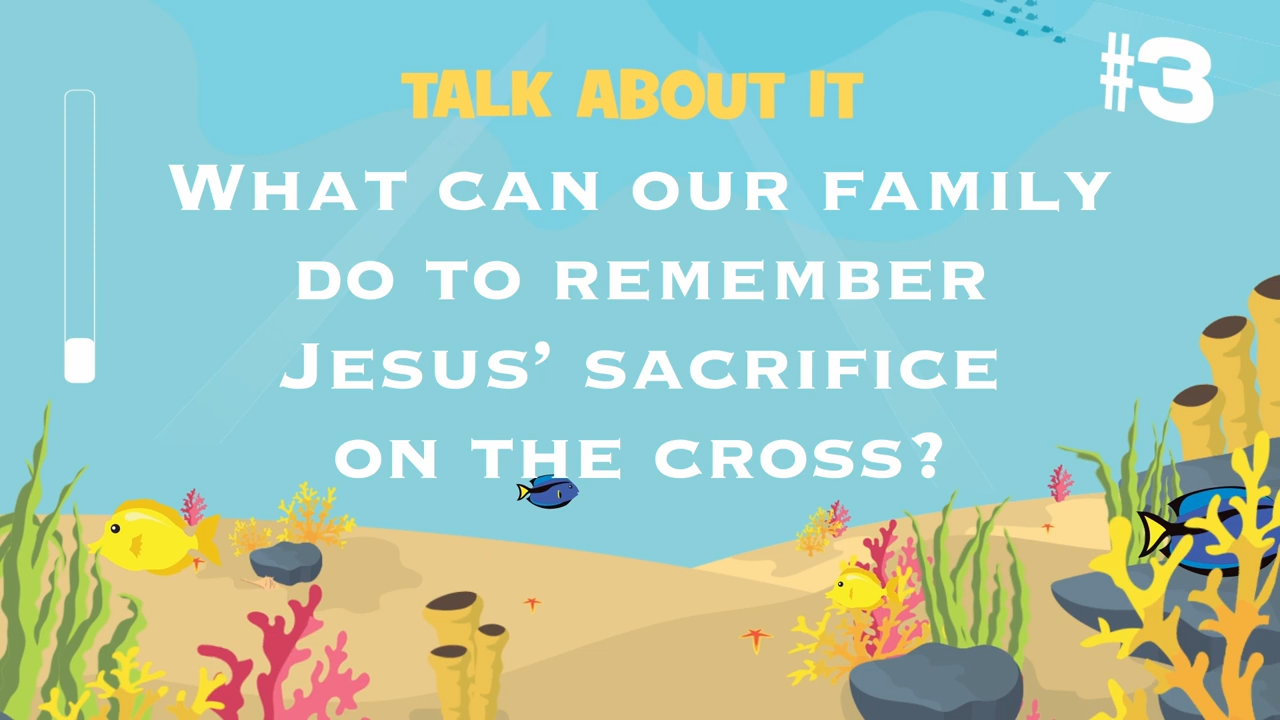 #3
TALK ABOUT IT
What can our family
do to remember
Jesus’ sacrifice
on the cross?